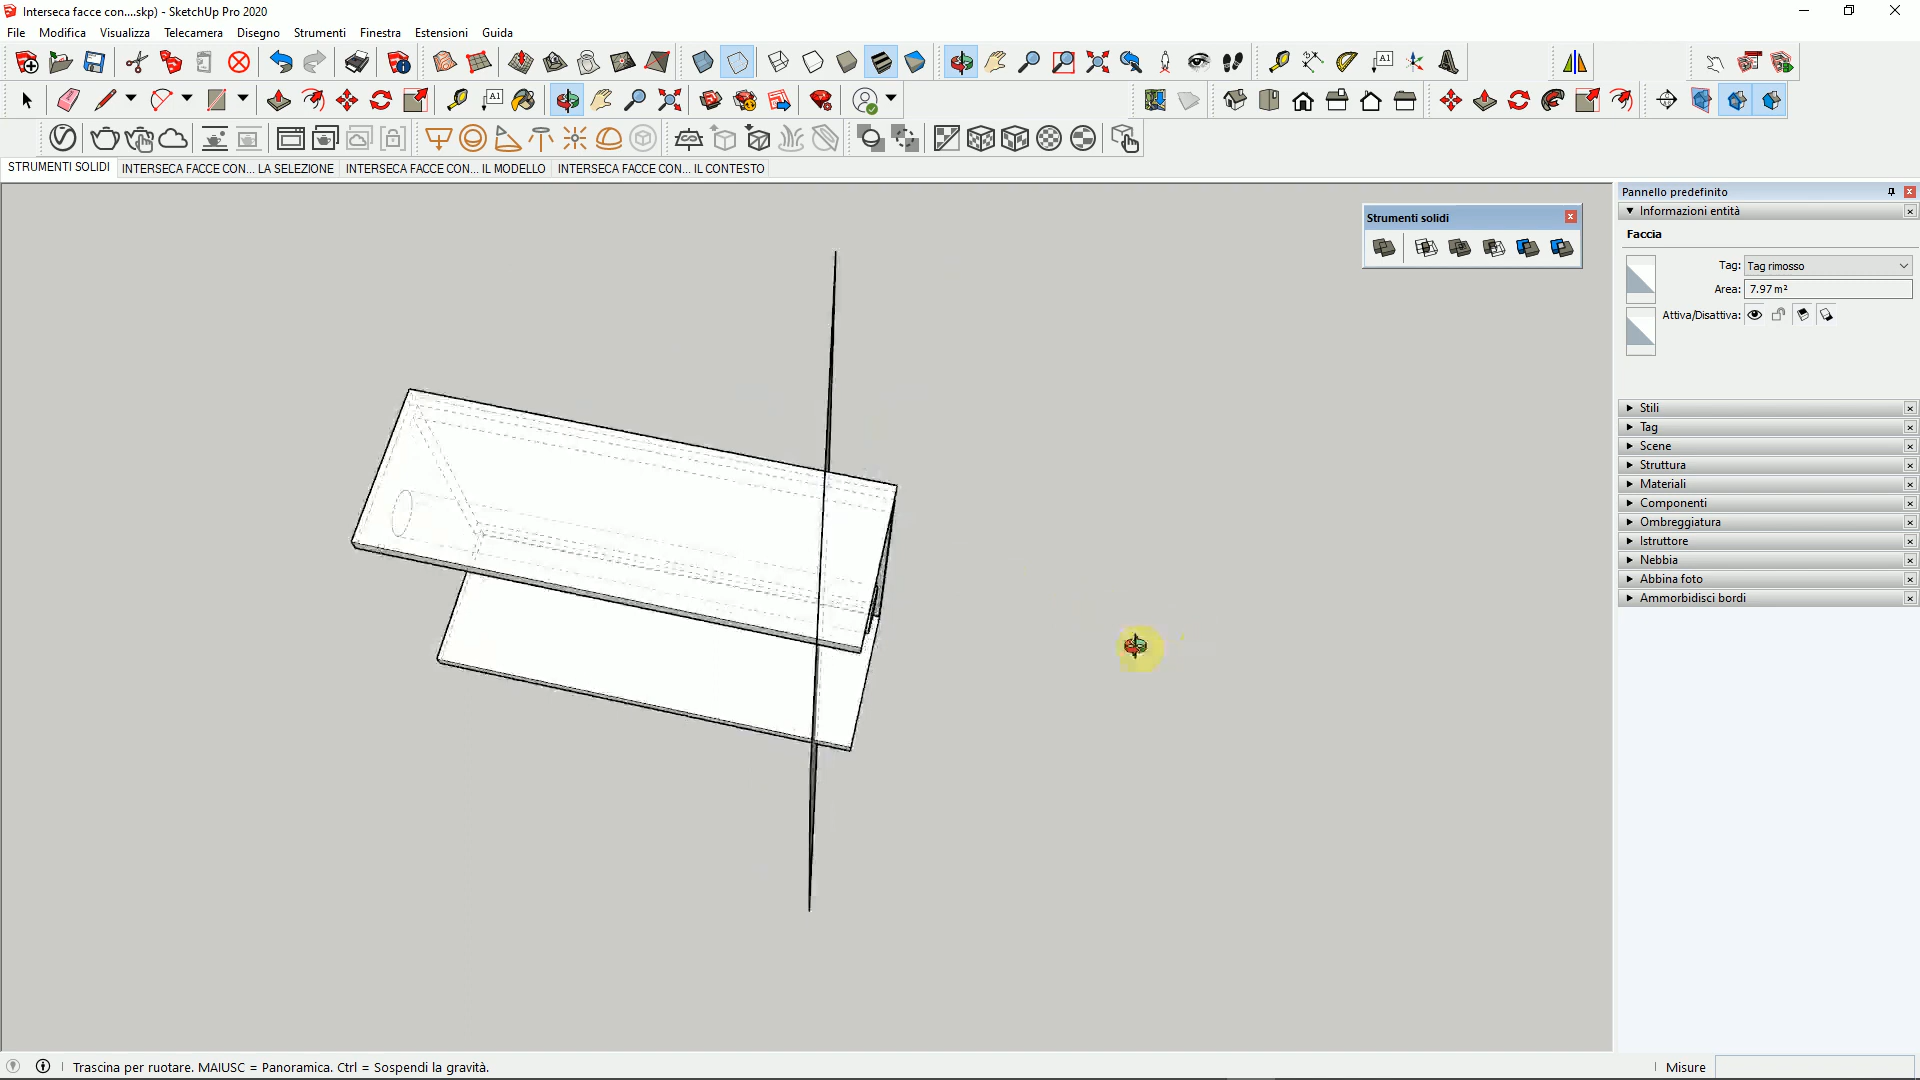 Interseca facce con....skp) - SketchUp Pro 2020
File Modifica Visualizza Telecamera Disegno Strumenti Finestra Estensioni Guida
A1
A1
STRUMENTI SOLIDI INTERSECA FACCE CON... LA SELEZIONE INTERSECA FACCE CON... IL MODELLO INTERSECA FACCE CON... IL CONTESTO
Strumenti solidi
Pannello predefinito
Informazioni entità
Faccia
Tag: Tag rimosso
Area: 7.97 m²
Attiva/Disattiva:
Stili
Tag
Scene
Struttura
Materiali
Componenti
Ombreggiatura
Istruttore
Nebbia
Abbina foto
Ammorbidisci bordi
Trascina per ruotare. MAIUSC = Panoramica. Ctrl = Sospendi la gravità.
Misure